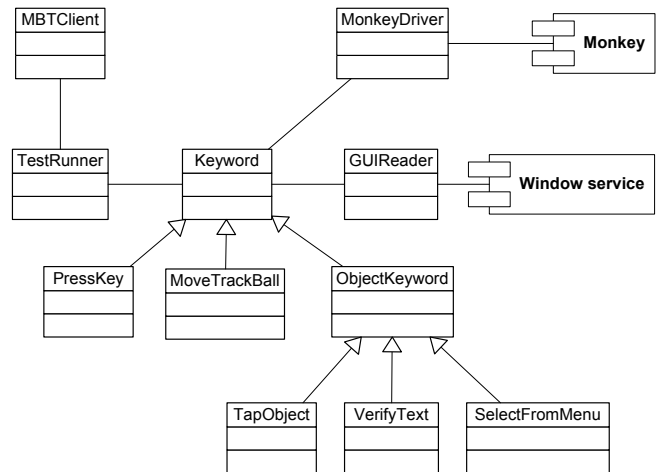 MBTClient
MonkeyDriver
Monkey
TestRunner
Keyword
GUIReader
Window service
PressKey
MoveTrackBall
ObjectKeyword
TapObject
VerifyText
SelectFromMenu